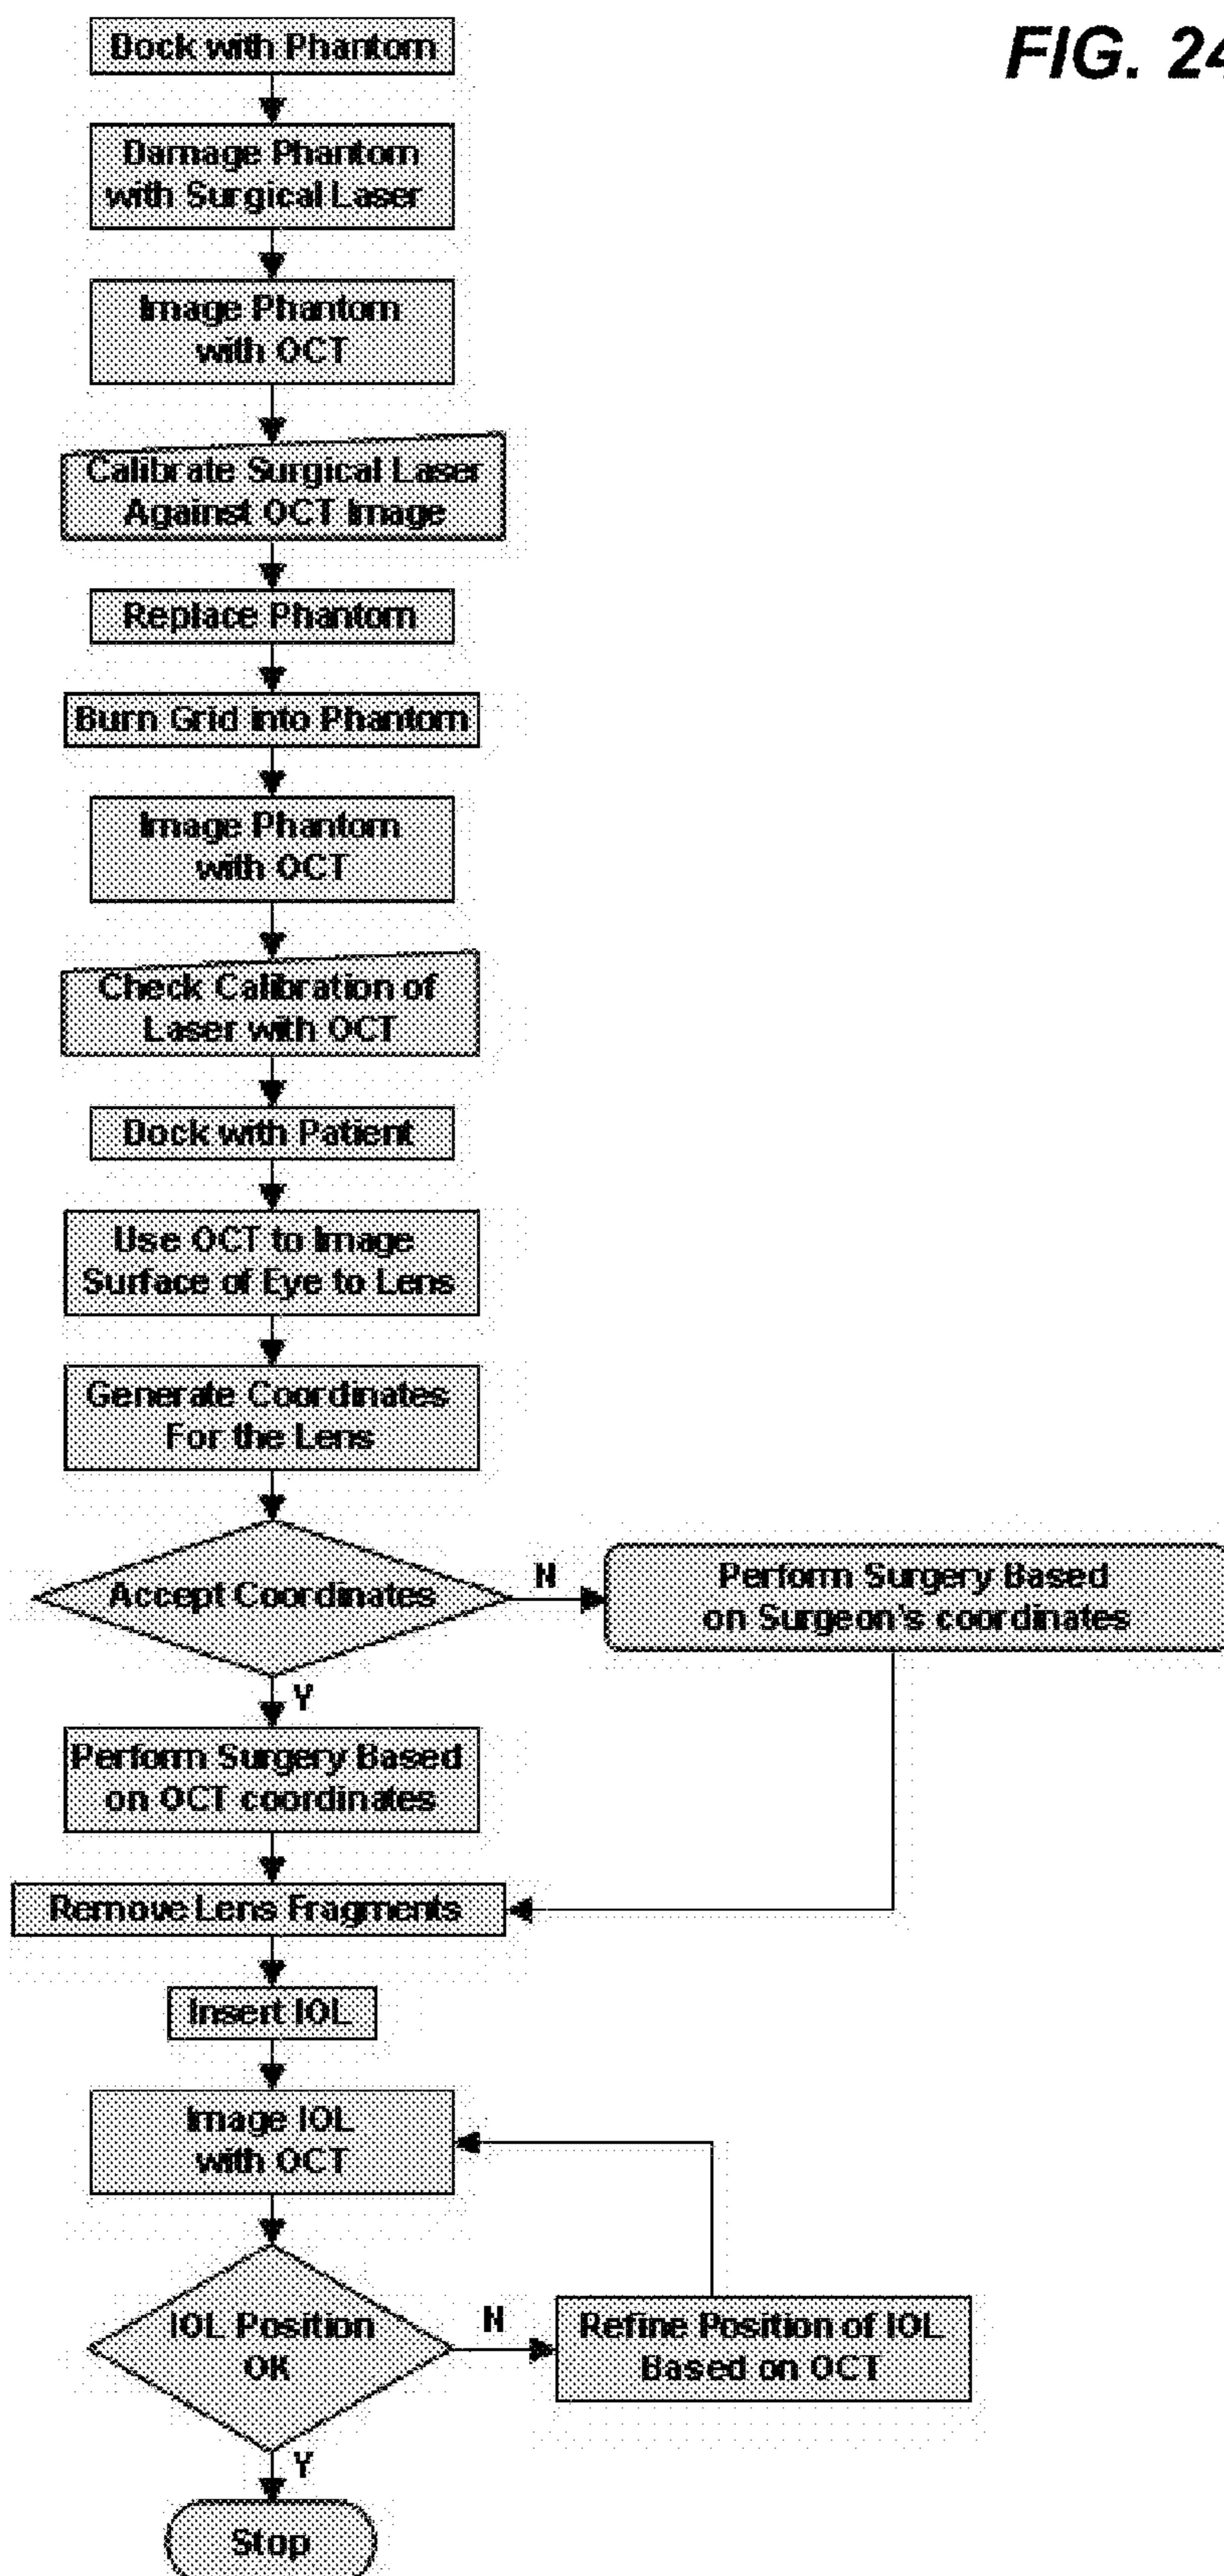 FIG. 24
Dock with Phantom
Damage Phantom
with Surgical Laser
Image Phantom
with OCT
Calibrate Surgical Laser
Against OCT Image
Replace Phantom
Burn Grid into Phantom
Image Phantom
with OCT
Check Calibration of
Laser with OCT
Dock with Patient
Use OCT to Image
Surface of Eye to Lens
Generate Coordinates
For the Lens
Accept Coordinates
N
Perform Surgery Based
on Surgeon's coordinates
Y
Perform Surgery Based
on OCT coordinates
Remove Lens Fragments
Insert IOL
Image IOL
with OCT
IOL Position
OK
N
Refine Position of IOL
Based on OCT
Y
Stop